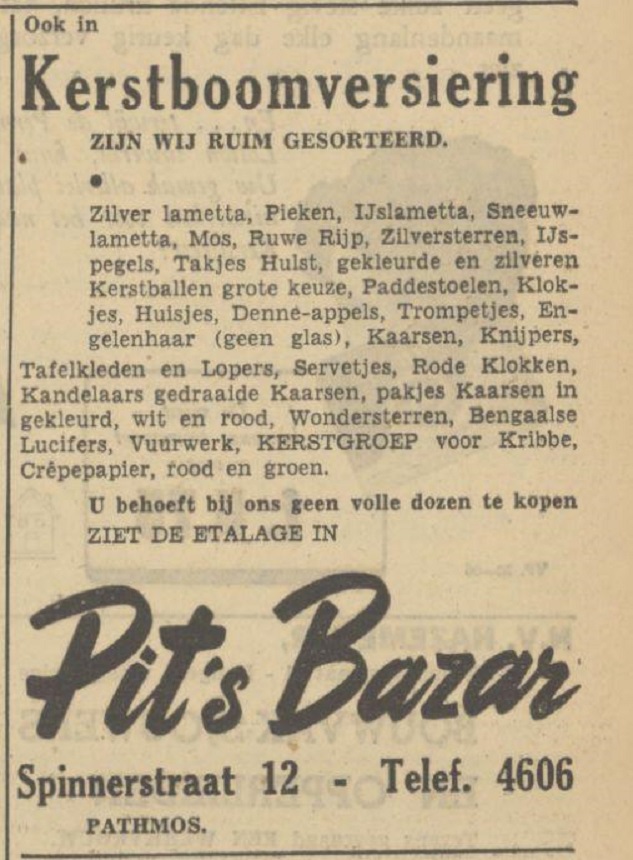 Ook in
Kerstboomversiering
ZIJN WIJ RUIM GESORTEERD.
Zilver lametta, Pieken, IJslametta, Sneeuw-
lametta, Mos, Ruwe Rijp, Zilversterren, IJs-
pegels, Takjes Hulst, gekleurde en zilveren
Kerstballen grote keuze, Paddestoelen, Klok-
jes, Huisjes, Denne-appels, Trompetjes, En-
gelenhaar (geen glas), Kaarsen, Knijpers,
Tafelkleden en Lopers, Servetjes, Rode Klokken,
Kandelaars gedraaide Kaarsen, pakjes Kaarsen in
gekleurd, wit en rood, Wondersterren, Bengaalse
Lucifers, Vuurwerk, KERSTGROEP voor Kribbe,
Crêpepapier, rood en groen.
U behoeft bij ons geen volle dozen te kopen
ZIET DE ETALAGE IN
Pit's Bazar
Spinnerstraat 12 - Telef. 4606
PATHMOS.